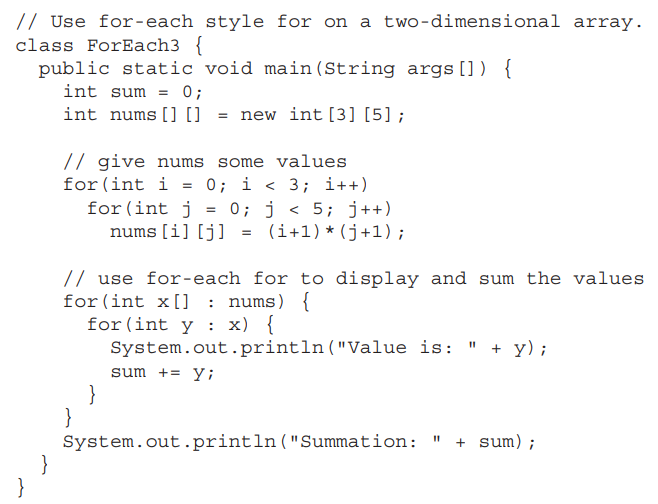 // Use for-each style for on a two-dimensional array.
class ForEach3 {
  public static void main(String args[]) {
    int sum = 0;
    int nums[][] = new int[3][5];

    // give nums some values
    for(int i = 0; i < 3; i++)
      for(int j = 0; j < 5; j++)
        nums[i][j] = (i+1)*(j+1);

    // use for-each for to display and sum the values
    for(int x[] : nums) {
      for(int y : x) {
        System.out.println("Value is: " + y);
        sum += y;
      }
    }
    System.out.println("Summation: " + sum);
  }
}